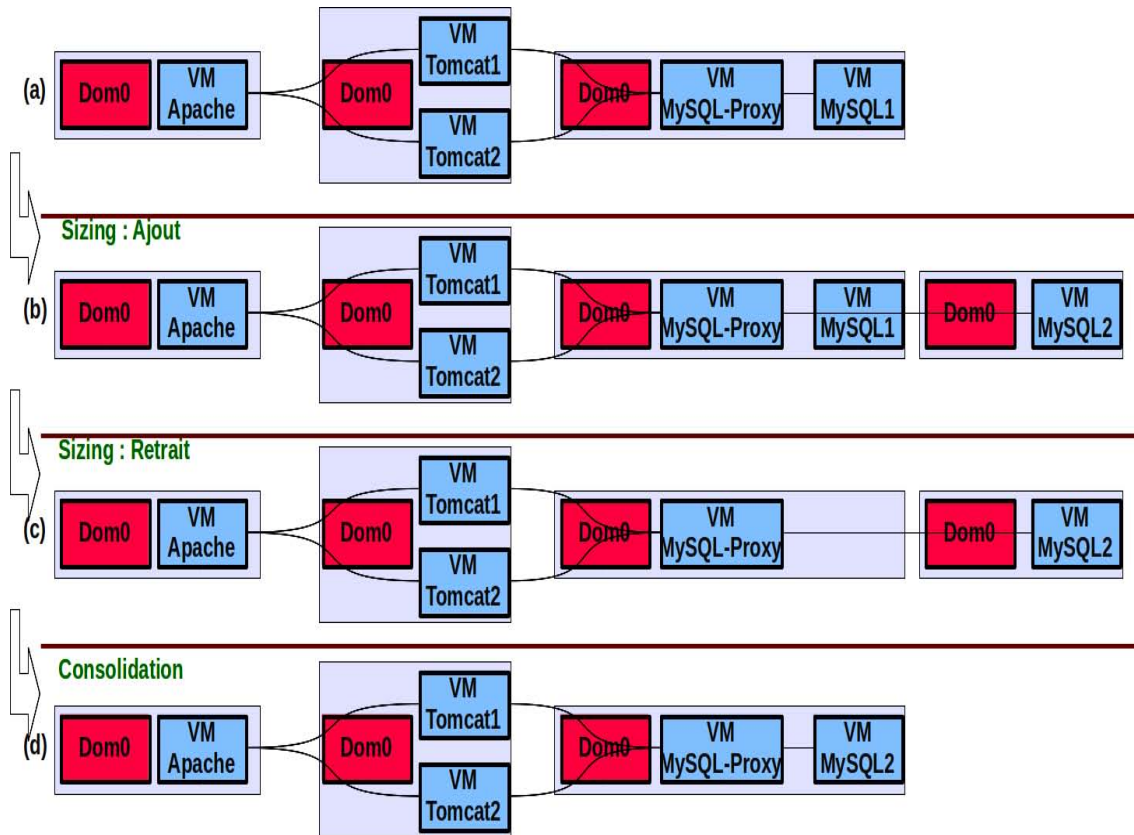 (a)
Dom0
VM
Apache
Dom0
VM
Tomcat1
VM
Tomcat2
Dom0
VM
MySQL-Proxy
VM
MySQL1
Sizing : Ajout
(b)
Dom0
VM
Apache
Dom0
VM
Tomcat1
VM
Tomcat2
Dom0
VM
MySQL-Proxy
VM
MySQL1
Dom0
VM
MySQL2
Sizing : Retrait
(c)
Dom0
VM
Apache
Dom0
VM
Tomcat1
VM
Tomcat2
Dom0
VM
MySQL-Proxy
Dom0
VM
MySQL2
Consolidation
(d)
Dom0
VM
Apache
Dom0
VM
Tomcat1
VM
Tomcat2
Dom0
VM
MySQL-Proxy
VM
MySQL2